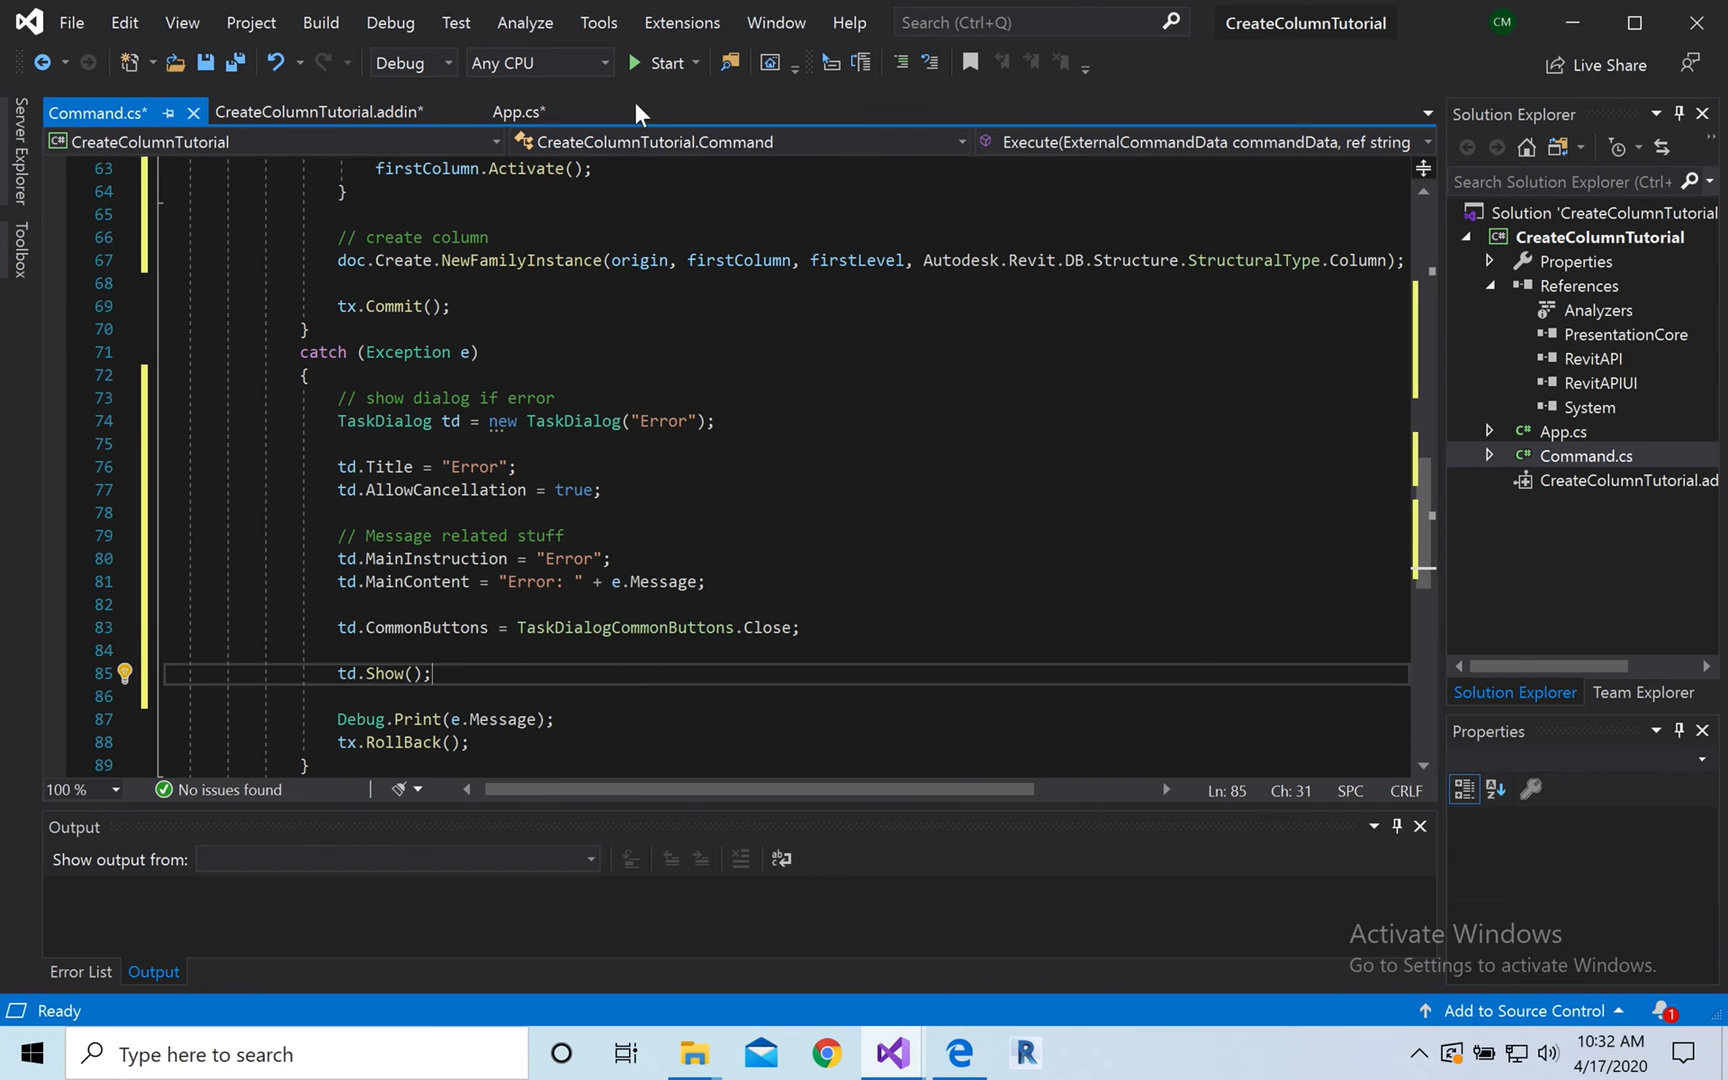 File Edit View Project Build Debug Test Analyze Tools Extensions Window Help Search (Ctrl+Q) CreateColumnTutorial CM
Debug Any CPU Start Live Share
Command.cs* CreateColumnTutorial.addin* App.cs*
CreateColumnTutorial CreateColumnTutorial.Command Execute(ExternalCommandData commandData, ref string
63 firstColumn.Activate();
64 }
65
66 // create column
67 doc.Create.NewFamilyInstance(origin, firstColumn, firstLevel, Autodesk.Revit.DB.Structure.StructuralType.Column);
68
69 tx.Commit();
70 }
71 catch (Exception e)
72 {
73 // show dialog if error
74 TaskDialog td = new TaskDialog("Error");
75
76 td.Title = "Error";
77 td.AllowCancellation = true;
78
79 // Message related stuff
80 td.MainInstruction = "Error";
81 td.MainContent = "Error: " + e.Message;
82
83 td.CommonButtons = TaskDialogCommonButtons.Close;
84
85 td.Show();
86
87 Debug.Print(e.Message);
88 tx.RollBack();
89 }
100 % No issues found Ln: 85 Ch: 31 SPC CRLF
Output
Show output from:
Error List Output
Server Explorer
Toolbox
Solution Explorer
Search Solution Explorer (Ctrl+
Solution 'CreateColumnTutorial
CreateColumnTutorial
Properties
References
Analyzers
PresentationCore
RevitAPI
RevitAPIUI
System
App.cs
Command.cs
CreateColumnTutorial.ad
Solution Explorer Team Explorer
Properties
Activate Windows
Go to Settings to activate Windows.
Ready Add to Source Control 1
Type here to search
10:32 AM
4/17/2020